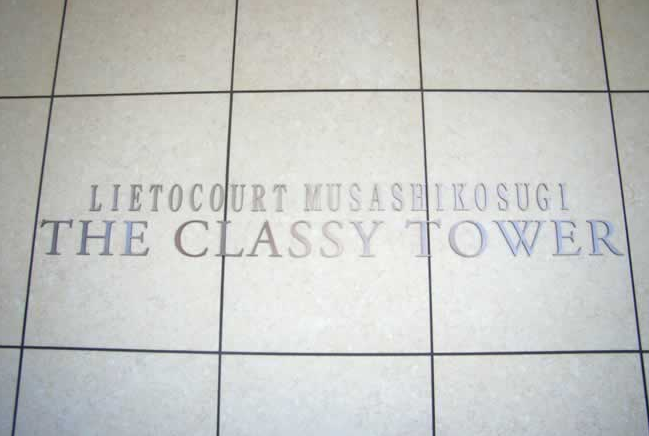 LIETOCOURT MUSASHIKOSUGI
THE CLASSY TOWER